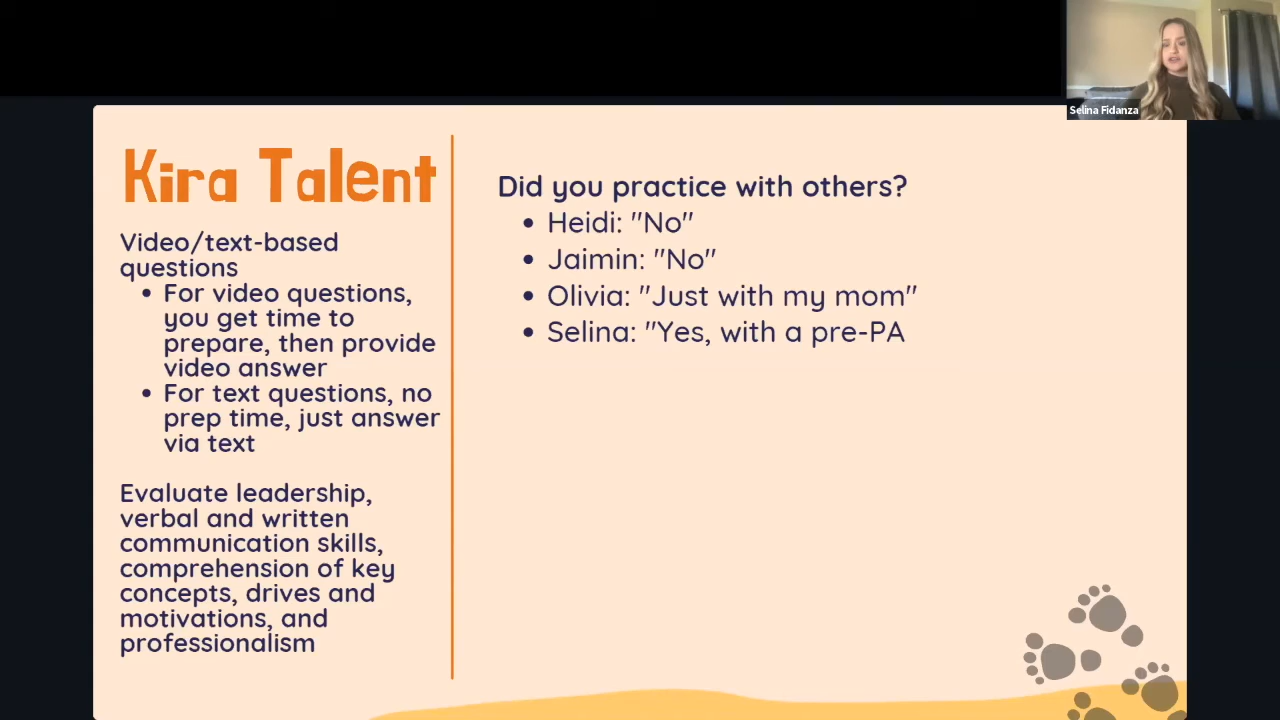 Selina Fidanza
Kira Talent
Video/text-based
questions
• For video questions,
you get time to
prepare, then provide
video answer
• For text questions, no
prep time, just answer
via text
Evaluate leadership,
verbal and written
communication skills,
comprehension of key
concepts, drives and
motivations, and
professionalism
Did you practice with others?
• Heidi: "No"
• Jaimin: "No"
• Olivia: "Just with my mom"
• Selina: "Yes, with a pre-PA